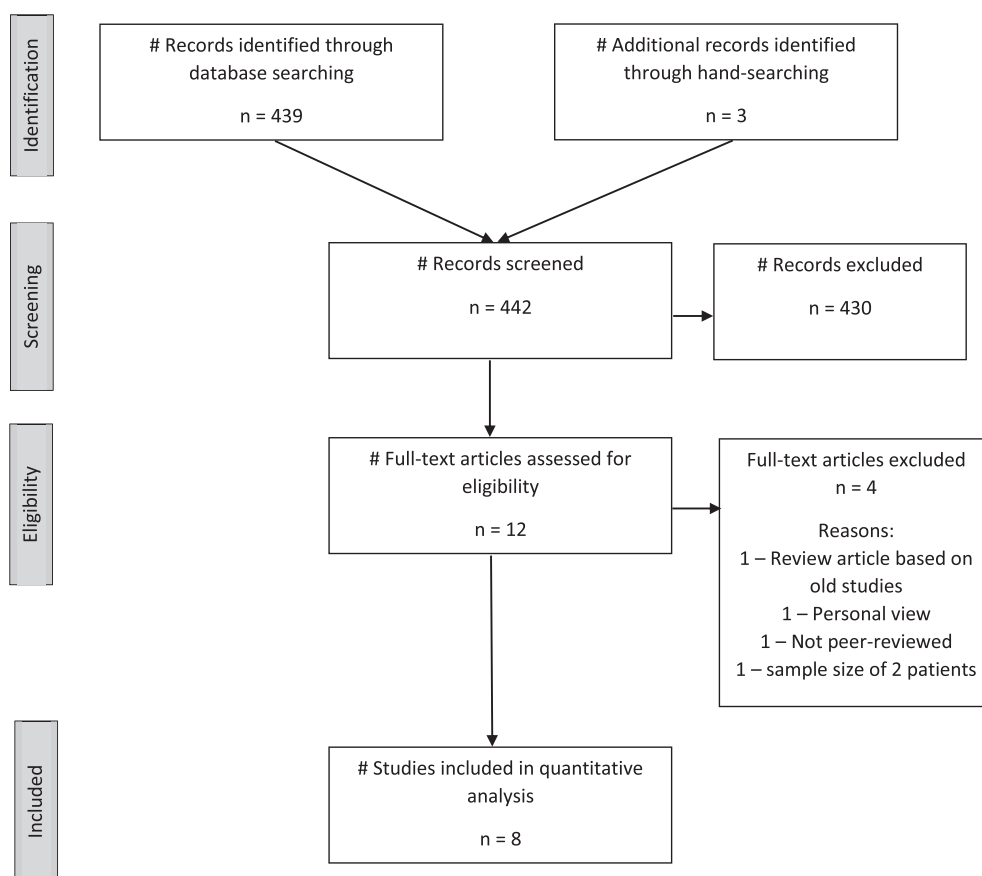 Identification
# Records identified through
database searching
n = 439
# Additional records identified
through hand-searching
n = 3
Screening
# Records screened
n = 442
# Records excluded
n = 430
Eligibility
# Full-text articles assessed for
eligibility
n = 12
Full-text articles excluded
n = 4
Reasons:
1 – Review article based on
old studies
1 – Personal view
1 – Not peer-reviewed
1 – sample size of 2 patients
Included
# Studies included in quantitative
analysis
n = 8